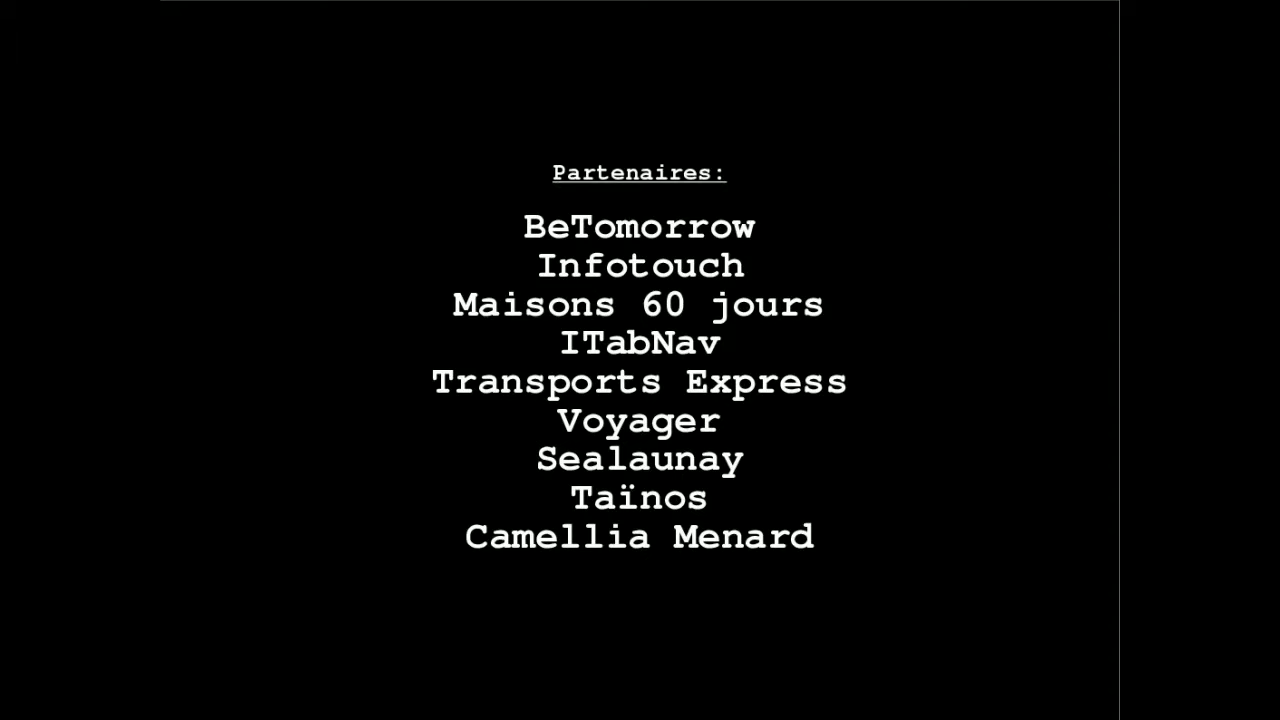 Partenaires:
BeTomorrow
Infotouch
Maisons 60 jours
ITabNav
Transports Express
Voyager
Sealaunay
Taïnos
Camellia Menard